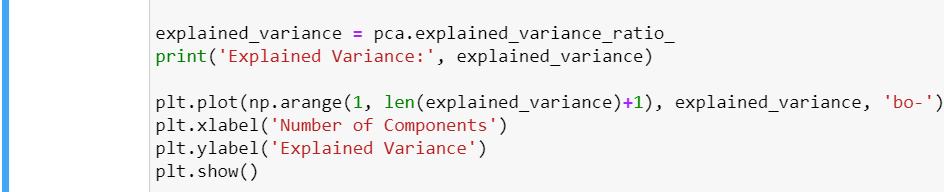 explained_variance = pca.explained_variance_ratio_
print('Explained Variance:', explained_variance)
plt.plot(np.arange(1, len(explained_variance)+1), explained_variance, 'bo-')
plt.xlabel('Number of Components')
plt.ylabel('Explained Variance')
plt.show()